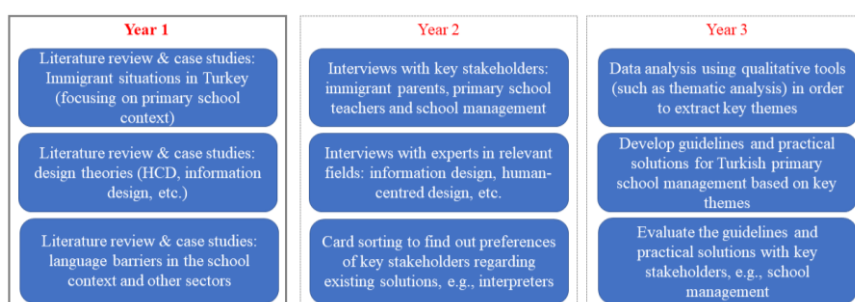 Year 1
Literature review & case studies:
Immigrant situations in Turkey
(focusing on primary school
context)
Literature review & case studies:
design theories (HCD, information
design, etc.)
Literature review & case studies:
language barriers in the school
context and other sectors
Year 2
Interviews with key stakeholders:
immigrant parents, primary school
teachers and school management
Interviews with experts in relevant
fields: information design, human-
centred design, etc.
Card sorting to find out preferences
of key stakeholders regarding
existing solutions, e.g., interpreters
Year 3
Data analysis using qualitative tools
(such as thematic analysis) in order
to extract key themes
Develop guidelines and practical
solutions for Turkish primary
school management based on key
themes
Evaluate the guidelines and
practical solutions with key
stakeholders, e.g., school
management